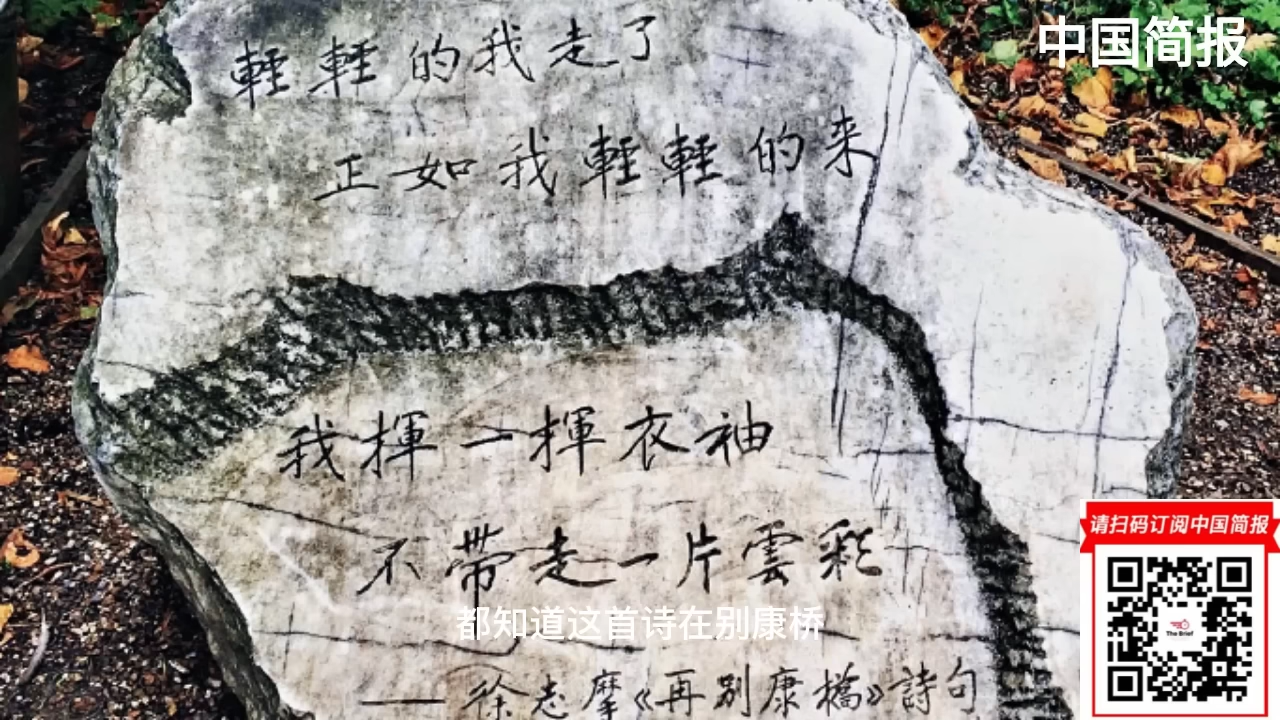 中国简报
輕輕的我走了
正如我輕輕的来
我揮一揮衣袖
不帶走一片雲彩
都知道这首诗在别康桥
——徐志摩《再别康橋》詩句
请扫码订阅中国简报
The Brief